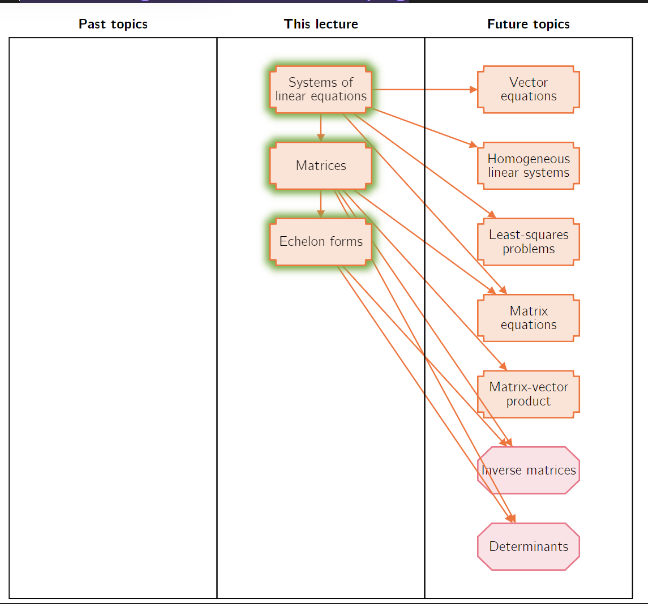 Past topics
This lecture
Future topics
Systems of
linear equations
Vector
equations
Matrices
Homogeneous
linear systems
Echelon forms
Least-squares
problems
Matrix
equations
Matrix-vector
product
Inverse matrices
Determinants